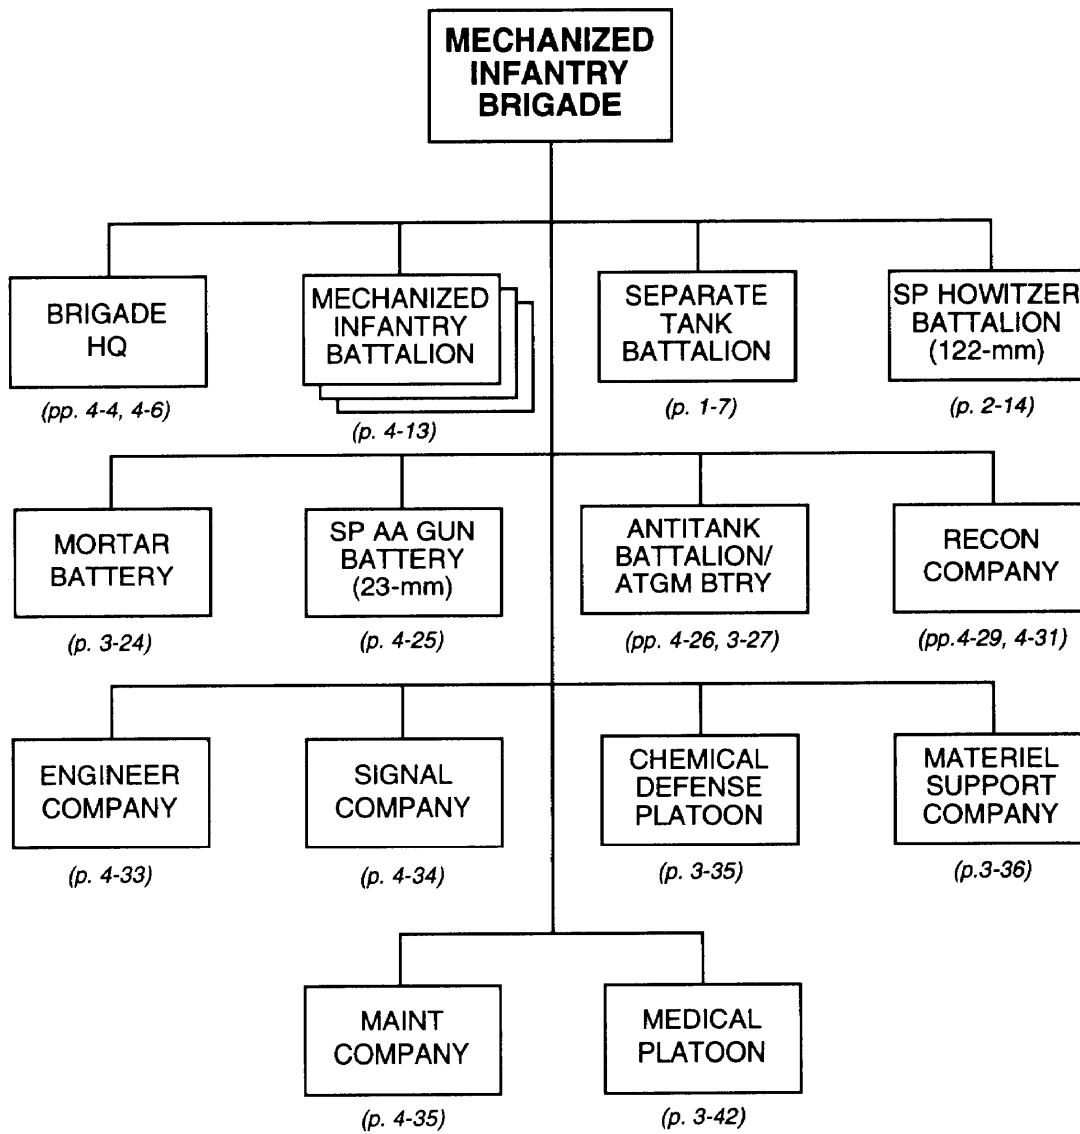 MECHANIZED
INFANTRY
BRIGADE
BRIGADE
HQ
(pp. 4-4, 4-6)
MECHANIZED
INFANTRY
BATTALION
(p. 4-13)
SEPARATE
TANK
BATTALION
(p. 1-7)
SP HOWITZER
BATTALION
(122-mm)
(p. 2-14)
MORTAR
BATTERY
(p. 3-24)
SP AA GUN
BATTERY
(23-mm)
(p. 4-25)
ANTITANK
BATTALION/
ATGM BTRY
(pp. 4-26, 3-27)
RECON
COMPANY
(pp.4-29, 4-31)
ENGINEER
COMPANY
(p. 4-33)
SIGNAL
COMPANY
(p. 4-34)
CHEMICAL
DEFENSE
PLATOON
(p. 3-35)
MATERIEL
SUPPORT
COMPANY
(p.3-36)
MAINT
COMPANY
(p. 4-35)
MEDICAL
PLATOON
(p. 3-42)